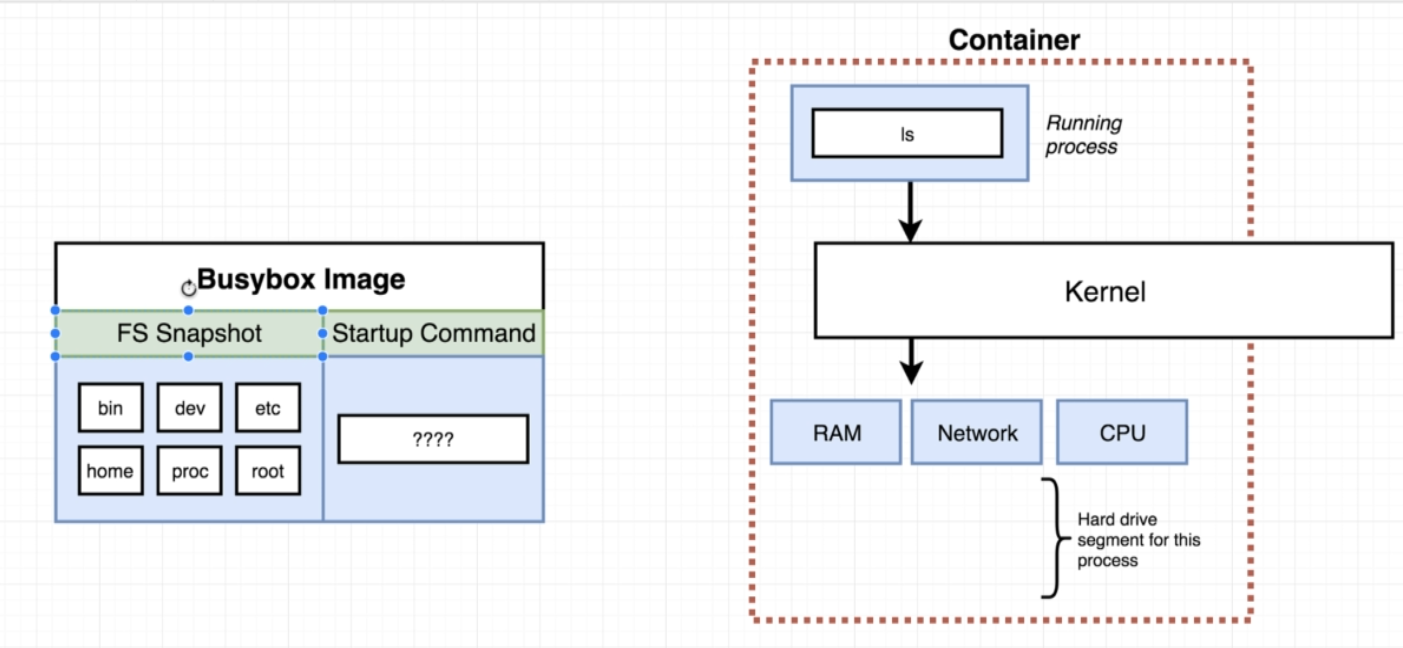 Container
ls
Running
process
Kernel
Busybox Image
FS Snapshot
Startup Command
bin
dev
etc
home
proc
root
????
RAM
Network
CPU
Hard drive
segment for this
process